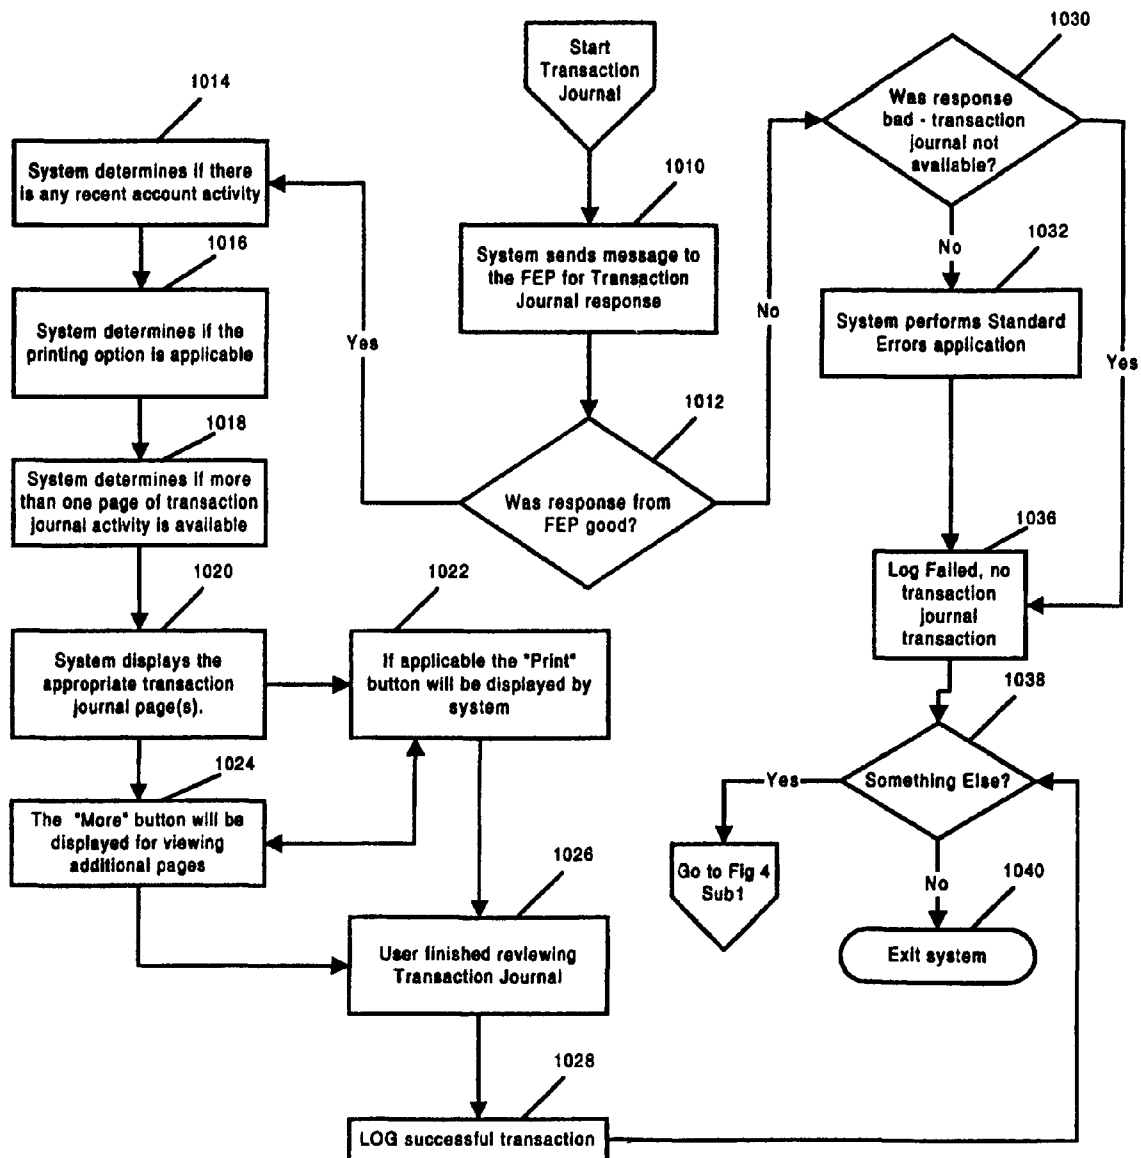 Start
Transaction
Journal
1010
System sends message to
the FEP for Transaction
Journal response
1012
Was response from
FEP good?
Yes
No
1014
System determines if there
is any recent account activity
1016
System determines if the
printing option is applicable
1018
System determines if more
than one page of transaction
journal activity is available
1020
System displays the
appropriate transaction
journal page(s).
1022
If applicable the "Print"
button will be displayed by
system
1024
The "More" button will be
displayed for viewing
additional pages
1026
User finished reviewing
Transaction Journal
1028
LOG successful transaction
1030
Was response
bad - transaction
journal not
available?
No
Yes
1032
System performs Standard
Errors application
1036
Log Failed, no
transaction
journal
transaction
1038
Something Else?
Yes
Go to Fig 4
Sub1
No
1040
Exit system